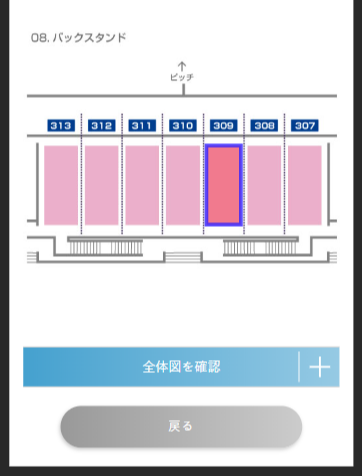 08. バックスタンド
↑
ピッチ
313 312 311 310 309 308 307
全体図を確認 +
戻る